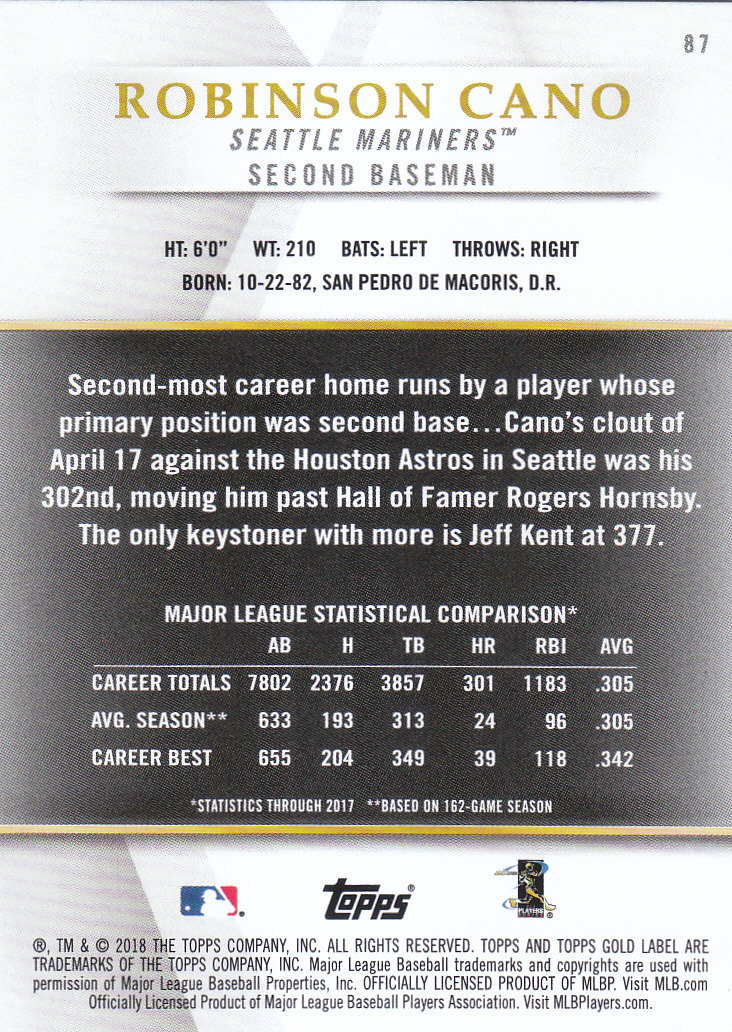 87
ROBINSON CANO
SEATTLE MARINERS™
SECOND BASEMAN
HT: 6'0" WT: 210 BATS: LEFT THROWS: RIGHT
BORN: 10-22-82, SAN PEDRO DE MACORIS, D.R.
Second-most career home runs by a player whose
primary position was second base...Cano's clout of
April 17 against the Houston Astros in Seattle was his
302nd, moving him past Hall of Famer Rogers Hornsby.
The only keystoner with more is Jeff Kent at 377.
MAJOR LEAGUE STATISTICAL COMPARISON*
AB H TB HR RBI AVG
CAREER TOTALS 7802 2376 3857 301 1183 .305
AVG. SEASON** 633 193 313 24 96 .305
CAREER BEST 655 204 349 39 118 .342
*STATISTICS THROUGH 2017 **BASED ON 162-GAME SEASON
Topps®
PLAYERS
®, TM & © 2018 THE TOPPS COMPANY, INC. ALL RIGHTS RESERVED. TOPPS AND TOPPS GOLD LABEL ARE
TRADEMARKS OF THE TOPPS COMPANY, INC. Major League Baseball trademarks and copyrights are used with
permission of Major League Baseball Properties, Inc. OFFICIALLY LICENSED PRODUCT OF MLBP. Visit MLB.com
Officially Licensed Product of Major League Baseball Players Association. Visit MLBPlayers.com.